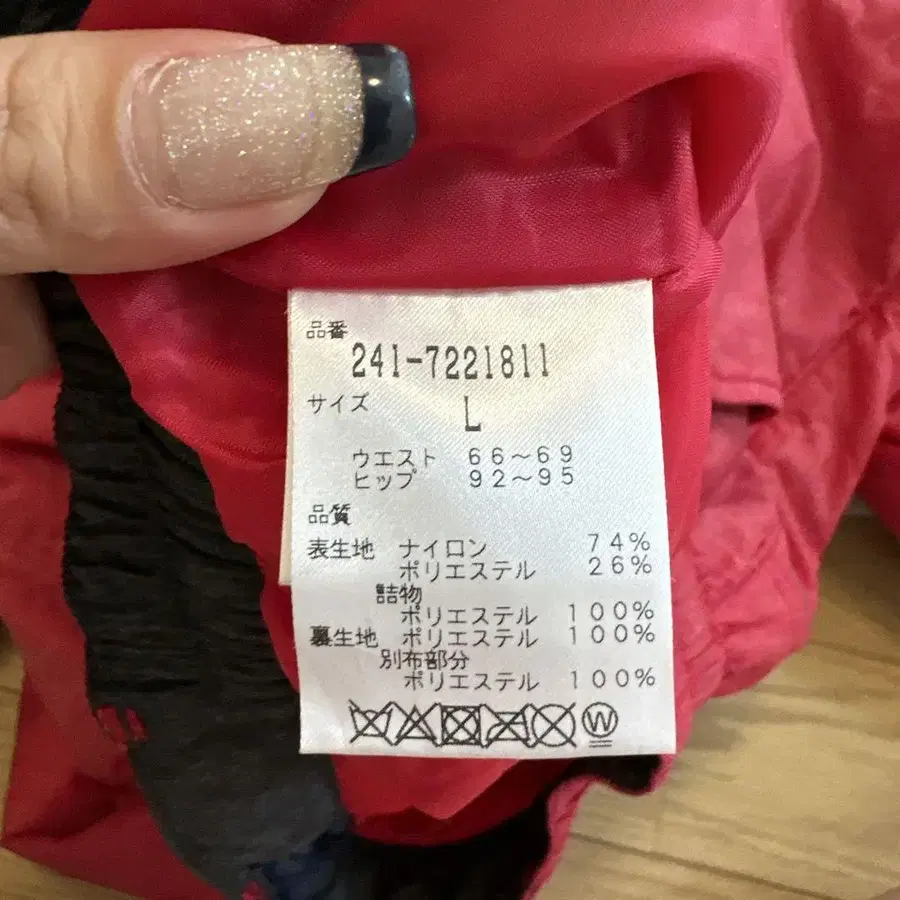 品番
241-7221811
サイズ L
ウエスト 66〜69
ヒップ 92〜95
品質
表生地 ナイロン 74%
ポリエステル 26%
詰物
ポリエステル 100%
裏生地 ポリエステル 100%
別布部分
ポリエステル 100%
W